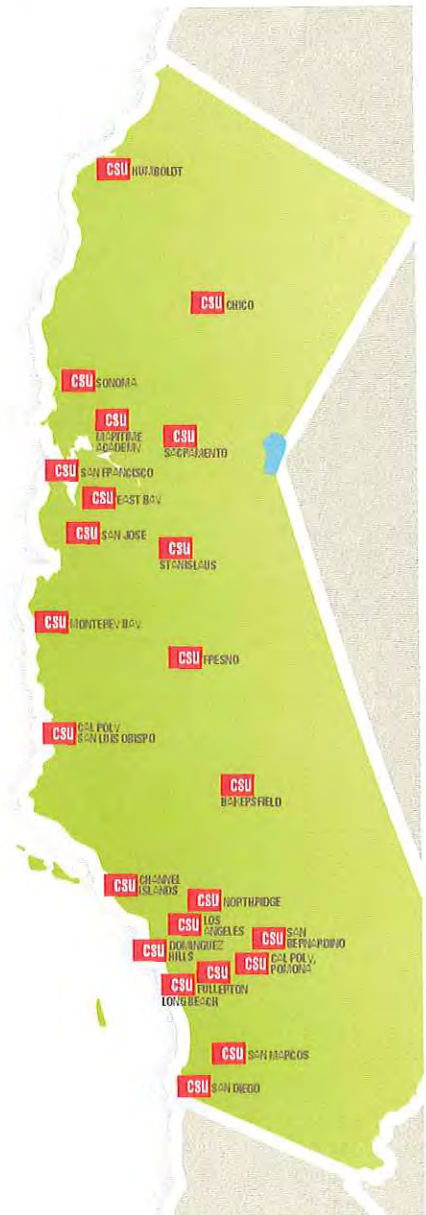 CSU HUMBOLDT
CSU CHICO
CSU SONOMA
CSU MARITIME
ACADEMY
CSU SACRAMENTO
CSU SAN FRANCISCO
CSU EAST BAY
CSU SAN JOSE
CSU STANISLAUS
CSU MONTEREY BAY
CSU FRESNO
CSU CAL POLY,
SAN LUIS OBISPO
CSU BAKERSFIELD
CSU CHANNEL
ISLANDS
CSU NORTHRIDGE
CSU LOS
ANGELES
CSU SAN
BERNARDINO
CSU DOMINGUEZ
HILLS
CSU CAL POLY,
POMONA
CSU FULLERTON
CSU LONG BEACH
CSU SAN MARCOS
CSU SAN DIEGO